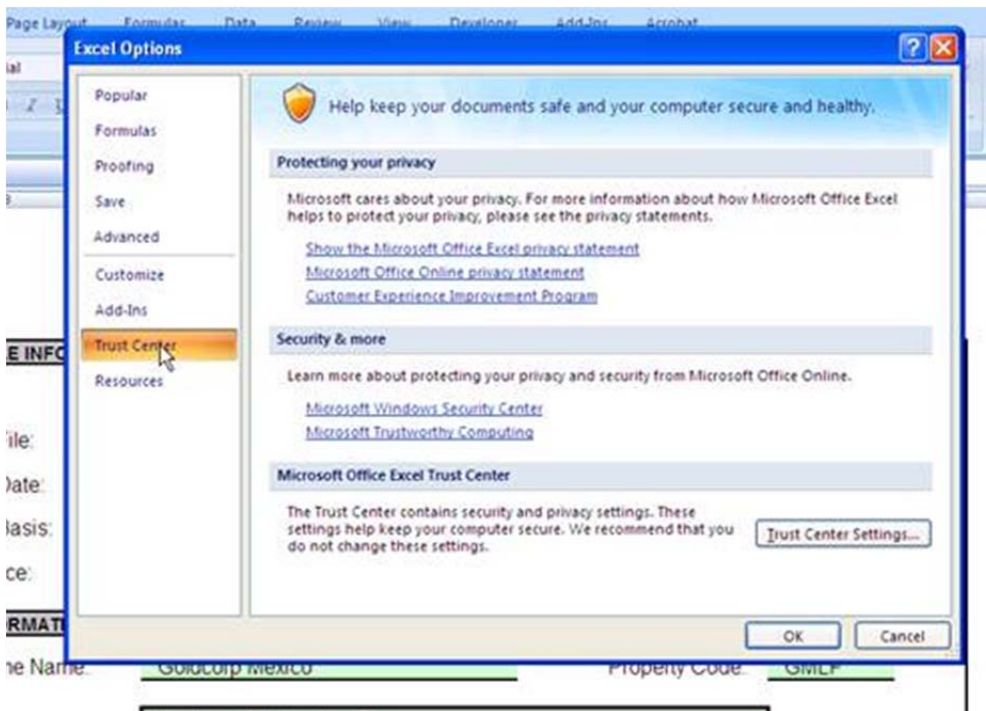 Page Layout Formulas Data Review View Developer Add-Ins Acrobat
Excel Options
Popular
Formulas
Proofing
Save
Advanced
Customize
Add-Ins
Trust Center
Resources
Help keep your documents safe and your computer secure and healthy.
Protecting your privacy
Microsoft cares about your privacy. For more information about how Microsoft Office Excel
helps to protect your privacy, please see the privacy statements.
Show the Microsoft Office Excel privacy statement
Microsoft Office Online privacy statement
Customer Experience Improvement Program
Security & more
Learn more about protecting your privacy and security from Microsoft Office Online.
Microsoft Windows Security Center
Microsoft Trustworthy Computing
Microsoft Office Excel Trust Center
The Trust Center contains security and privacy settings. These
settings help keep your computer secure. We recommend that you
do not change these settings.
Trust Center Settings...
OK Cancel
E INFO
ile:
Date:
Basis:
ce:
RMATI
ne Name: Goldcorp Mexico Property Code: GMLF